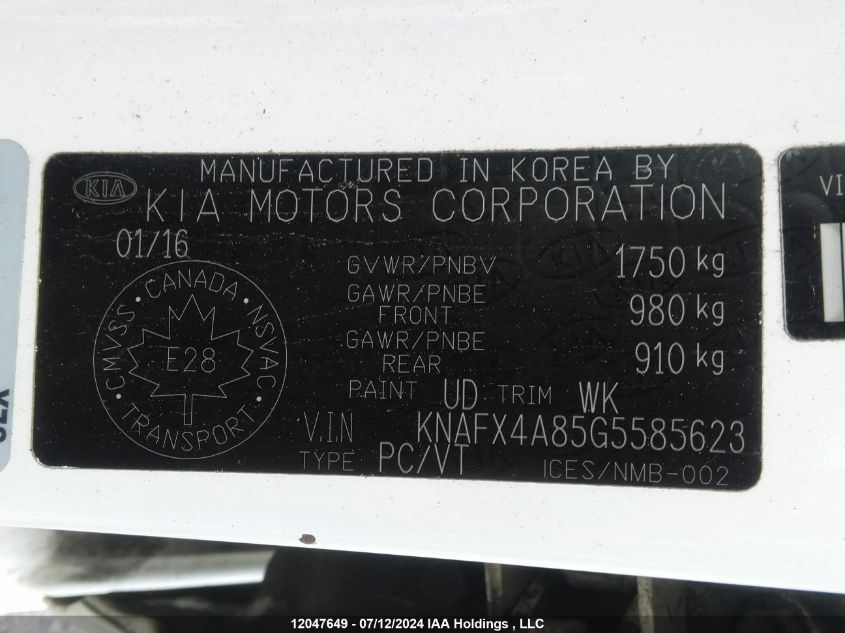 MANUFACTURED IN KOREA BY
KIA
KIA MOTORS CORPORATION
01/16
GVWR/PNBV 1750 kg
GAWR/PNBE FRONT 980 kg
GAWR/PNBE REAR 910 kg
CMVSS · CANADA · NSVAC
E28
TRANSPORT
PAINT UD TRIM WK
V.I.N KNAFX4A85G5585623
TYPE PC/VT ICES/NMB-002
KIA
VI
12047649 - 07/12/2024 IAA Holdings , LLC